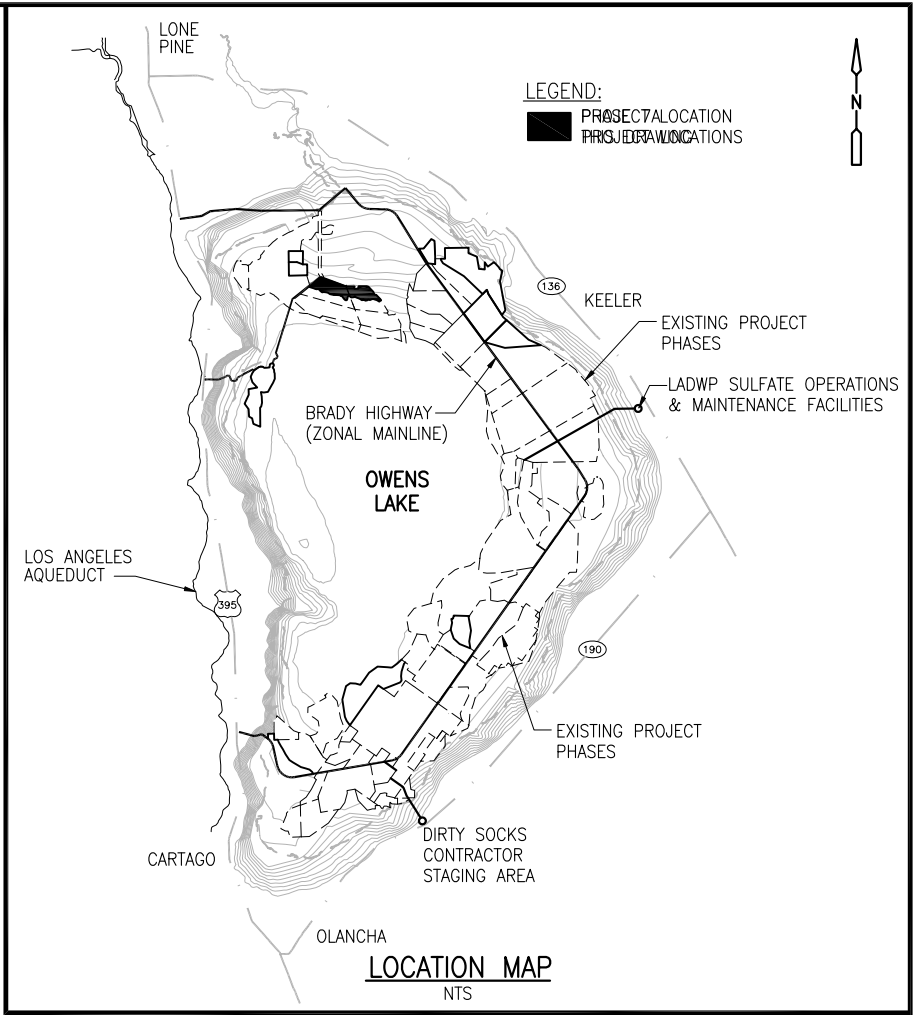 LONE
PINE
LEGEND:
N
136
KEELER
EXISTING PROJECT
PHASES
LADWP SULFATE OPERATIONS
& MAINTENANCE FACILITIES
BRADY HIGHWAY
(ZONAL MAINLINE)
OWENS
LAKE
LOS ANGELES
AQUEDUCT
395
190
EXISTING PROJECT
PHASES
DIRTY SOCKS
CONTRACTOR
STAGING AREA
CARTAGO
OLANCHA
LOCATION MAP
NTS